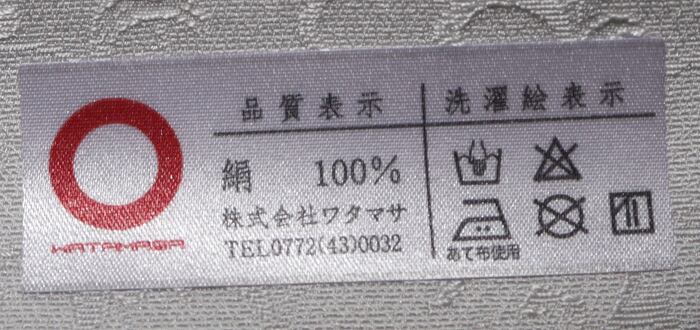 WATAMASA
品質表示
絹 100%
株式会社ワタマサ
TEL0772(43)0032
洗濯絵表示
あて布使用